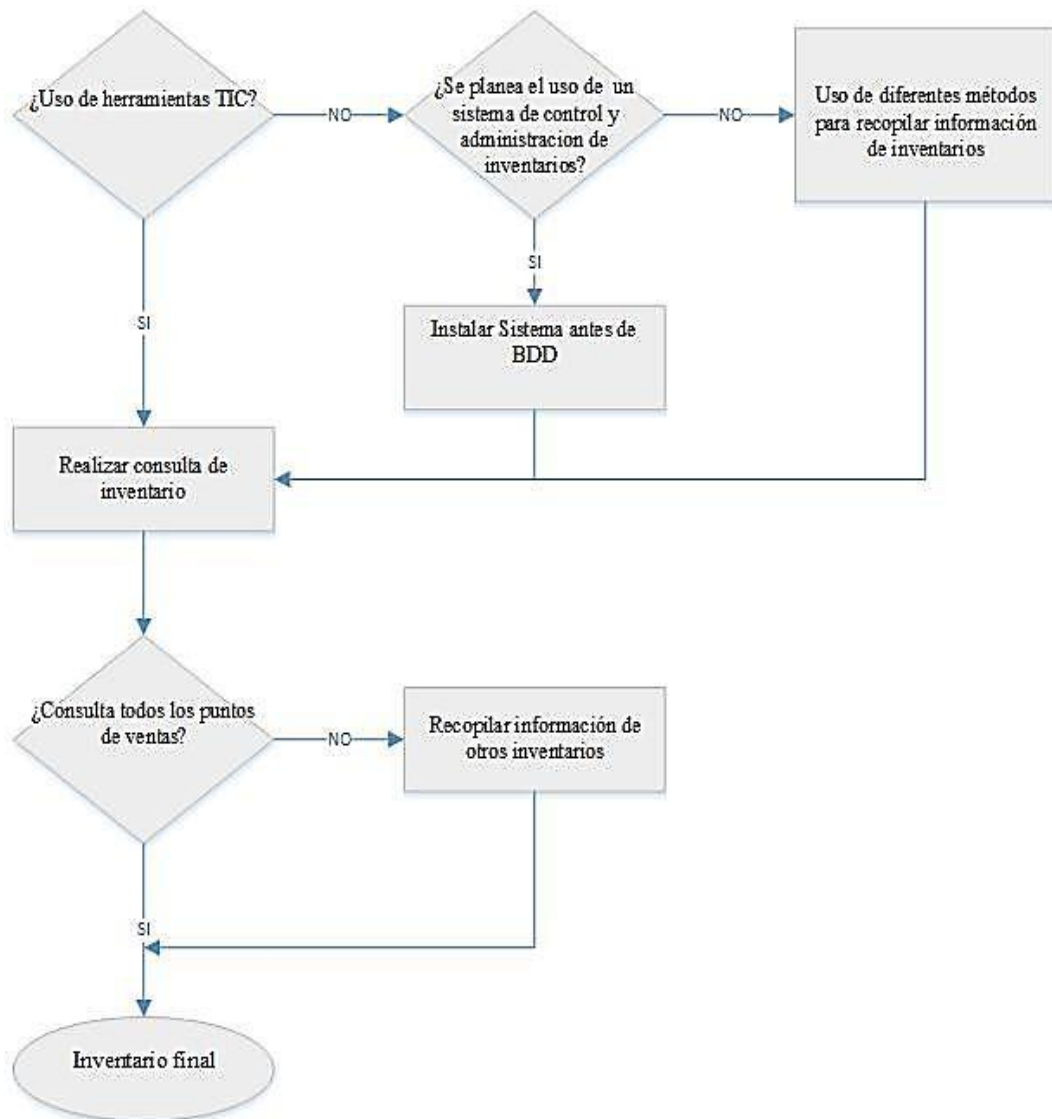 ¿Uso de herramientas TIC?
NO
¿Se planea el uso de un
sistema de control y
administracion de
inventarios?
NO
Uso de diferentes métodos
para recopilar información
de inventarios
SI
SI
Instalar Sistema antes de
BDD
Realizar consulta de
inventario
¿Consulta todos los puntos
de ventas?
NO
Recopilar información de
otros inventarios
SI
Inventario final